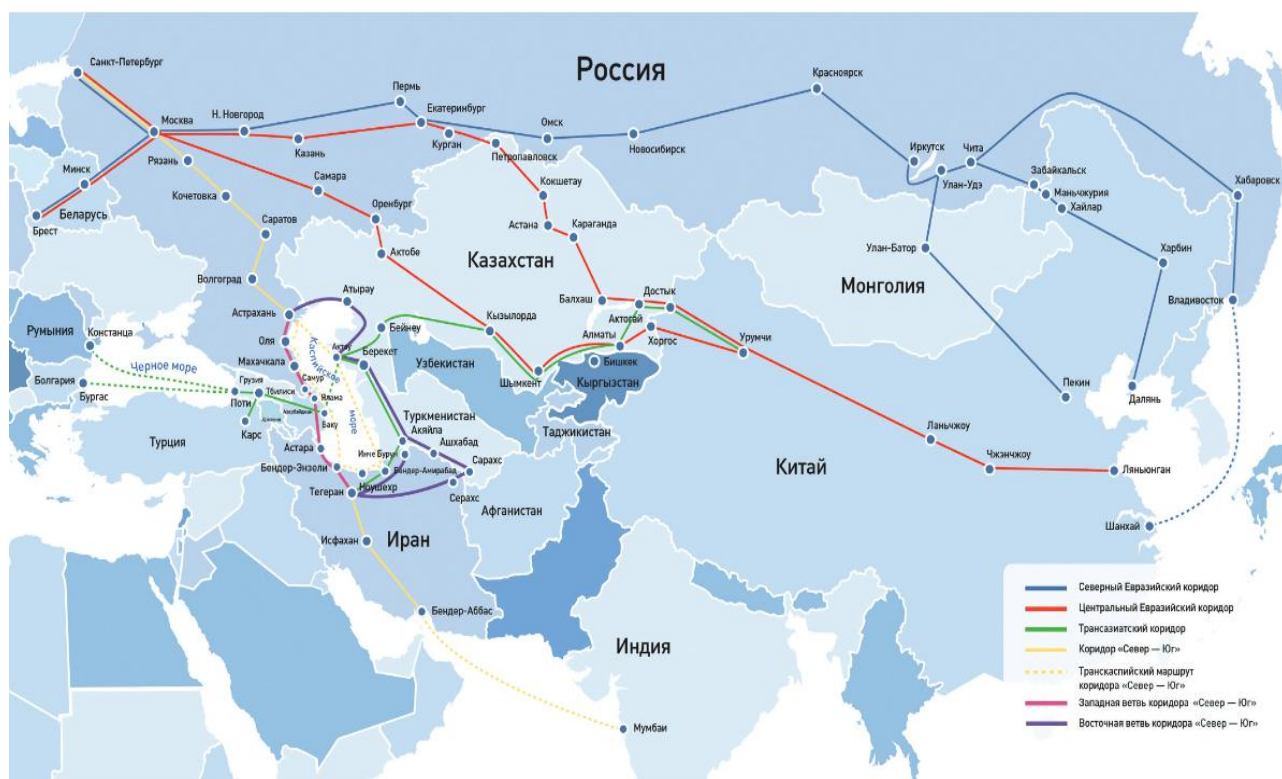 Санкт-Петербург
Россия
Красноярск
Пермь
Екатеринбург
Москва
Н. Новгород
Казань
Курган
Омск
Петропавловск
Новосибирск
Иркутск
Улан-Удэ
Чита
Забайкальск
Маньчжурия
Хайлар
Хабаровск
Рязань
Минск
Беларусь
Брест
Кочетовка
Самара
Оренбург
Кокшетау
Астана
Караганда
Саратов
Актобе
Казахстан
Улан-Батор
Монголия
Харбин
Волгоград
Владивосток
Атырау
Астрахань
Балхаш
Достык
Актогай
Румыния
Констанца
Оля
Бейнеу
Кызылорда
Алматы
Хоргос
Урумчи
Каспийское
море
Актау
Берекет
Узбекистан
Бишкек
Черное море
Махачкала
Самур
Ялама
Шымкент
Кыргызстан
Болгария
Бургас
Грузия
Тбилиси
Поти
Азербайджан
Баку
Карс
Туркменистан
Акяйла
Таджикистан
Пекин
Далянь
Турция
Астара
Ашхабад
Ланьчжоу
Китай
Инче Бурун
Бендер-Энзели
Бендер-Амирабад
Сарахс
Чжэнчжоу
Ляньюнган
Тегеран
Ноушехр
Серахс
Афганистан
Шанхай
Исфахан
Иран
Бендер-Аббас
Индия
Мумбаи
Северный Евразийский коридор
Центральный Евразийский коридор
Трансазиатский коридор
Коридор «Север — Юг»
Транскаспийский маршрут
коридора «Север — Юг»
Западная ветвь коридора «Север — Юг»
Восточная ветвь коридора «Север — Юг»